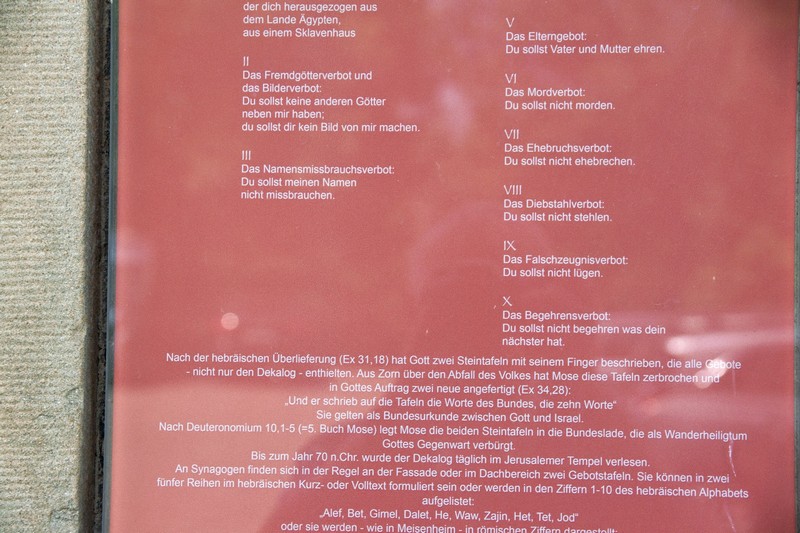 der dich herausgezogen aus
dem Lande Ägypten,
aus einem Sklavenhaus
II
Das Fremdgötterverbot und
das Bilderverbot:
Du sollst keine anderen Götter
neben mir haben;
du sollst dir kein Bild von mir machen.
III
Das Namensmissbrauchsverbot:
Du sollst meinen Namen
nicht missbrauchen.
V
Das Elterngebot:
Du sollst Vater und Mutter ehren.
VI
Das Mordverbot:
Du sollst nicht morden.
VII
Das Ehebruchsverbot:
Du sollst nicht ehebrechen.
VIII
Das Diebstahlverbot:
Du sollst nicht stehlen.
IX
Das Falschzeugnisverbot:
Du sollst nicht lügen.
X
Das Begehrensverbot:
Du sollst nicht begehren was dein
nächster hat.
Nach der hebräischen Überlieferung (Ex 31,18) hat Gott zwei Steintafeln mit seinem Finger beschrieben, die alle Gebote
- nicht nur den Dekalog - enthielten. Aus Zorn über den Abfall des Volkes hat Mose diese Tafeln zerbrochen und
in Gottes Auftrag zwei neue angefertigt (Ex 34,28):
„Und er schrieb auf die Tafeln die Worte des Bundes, die zehn Worte“
Sie gelten als Bundesurkunde zwischen Gott und Israel.
Nach Deuteronomium 10,1-5 (=5. Buch Mose) legt Mose die beiden Steintafeln in die Bundeslade, die als Wanderheiligtum
Gottes Gegenwart verbürgt.
Bis zum Jahr 70 n.Chr. wurde der Dekalog täglich im Jerusalemer Tempel verlesen.
An Synagogen finden sich in der Regel an der Fassade oder im Dachbereich zwei Gebotstafeln. Sie können in zwei
fünfer Reihen im hebräischen Kurz- oder Volltext formuliert sein oder werden in den Ziffern 1-10 des hebräischen Alphabets
aufgelistet:
„Alef, Bet, Gimel, Dalet, He, Waw, Zajin, Het, Tet, Jod“
oder sie werden - wie in Meisenheim - in römischen Ziffern dargestellt: